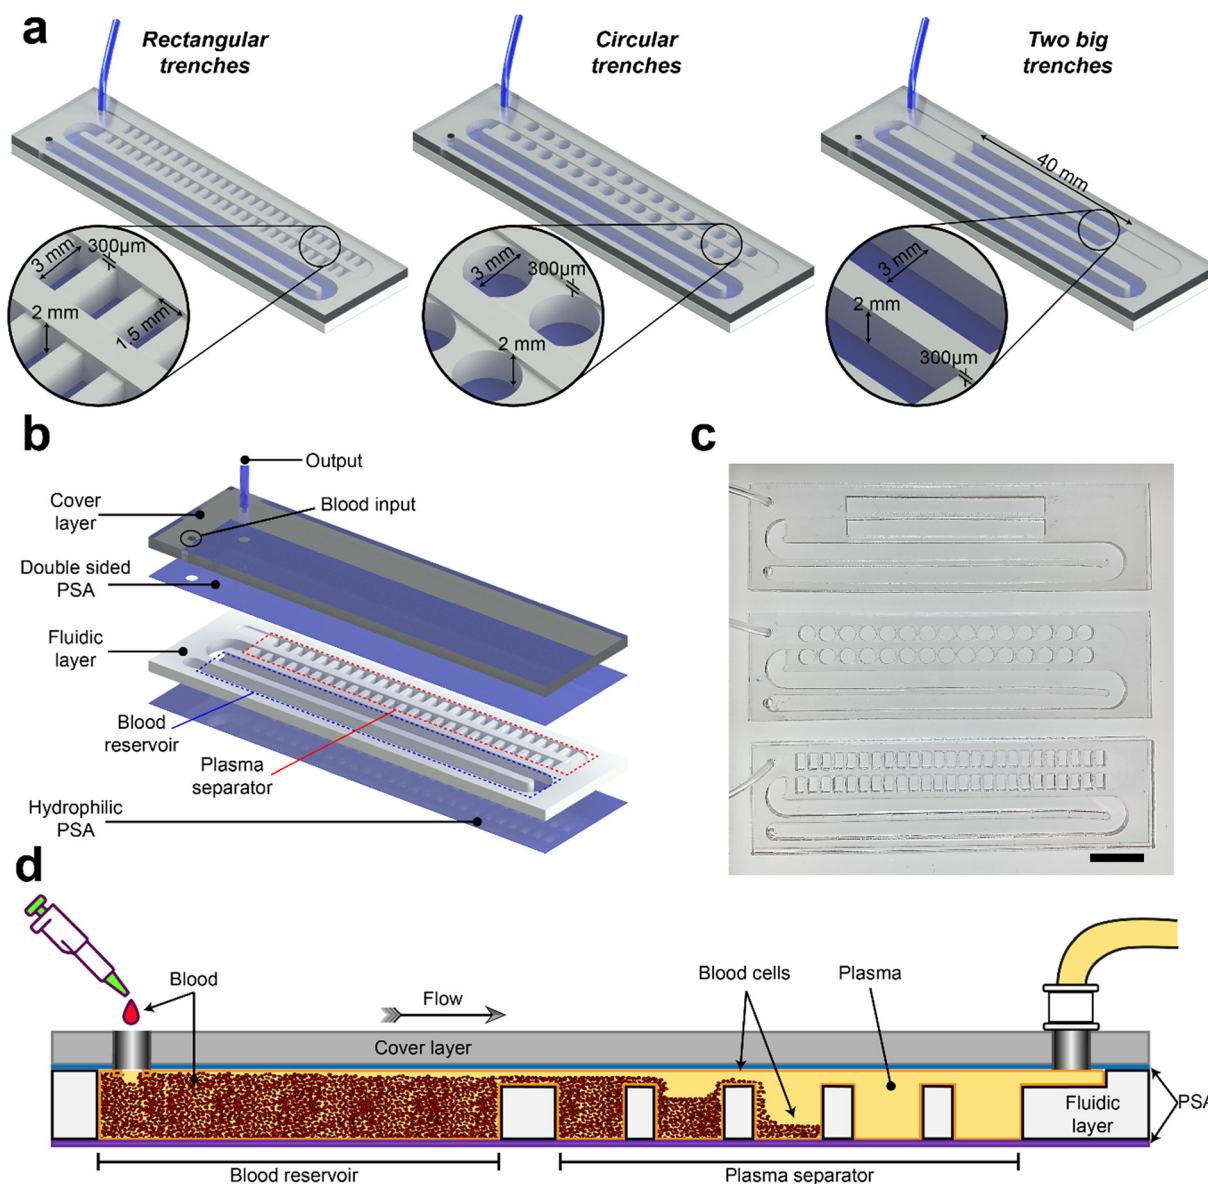 a
Rectangular
trenches
Circular
trenches
Two big
trenches
40 mm
3 mm
300µm
2 mm
1.5 mm
3 mm
300µm
2 mm
3 mm
2 mm
300µm
b
Output
Cover
layer
Blood input
Double sided
PSA
Fluidic
layer
Blood
reservoir
Plasma
separator
Hydrophilic
PSA
c
d
Blood
Flow
Blood cells
Plasma
Cover layer
Fluidic
layer
PSA
Blood reservoir
Plasma separator